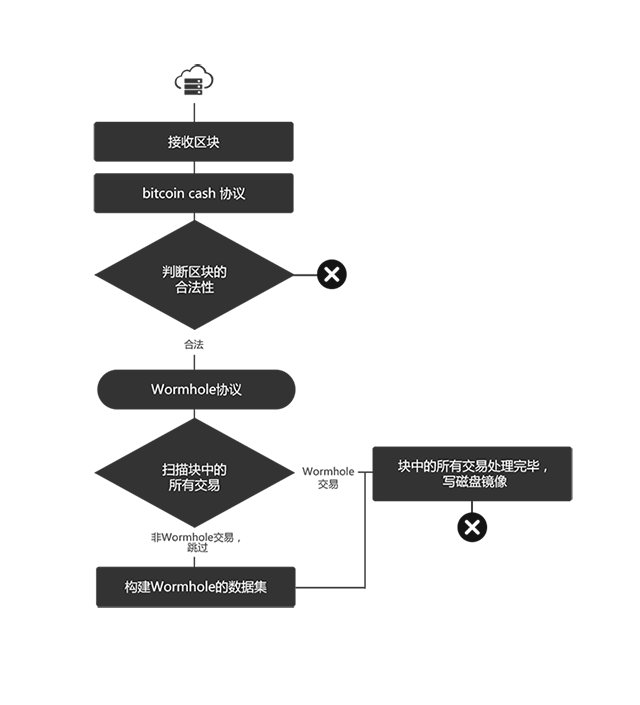 接收区块
bitcoin cash 协议
判断区块的
合法性
合法
Wormhole协议
扫描块中的
所有交易
Wormhole
交易
块中的所有交易处理完毕，
写磁盘镜像
非Wormhole交易，
跳过
构建Wormhole的数据集